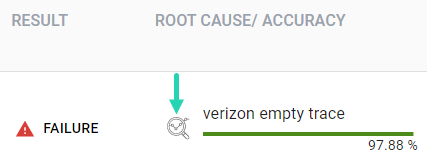 RESULT ROOT CAUSE/ ACCURACY
FAILURE verizon empty trace
97.88 %